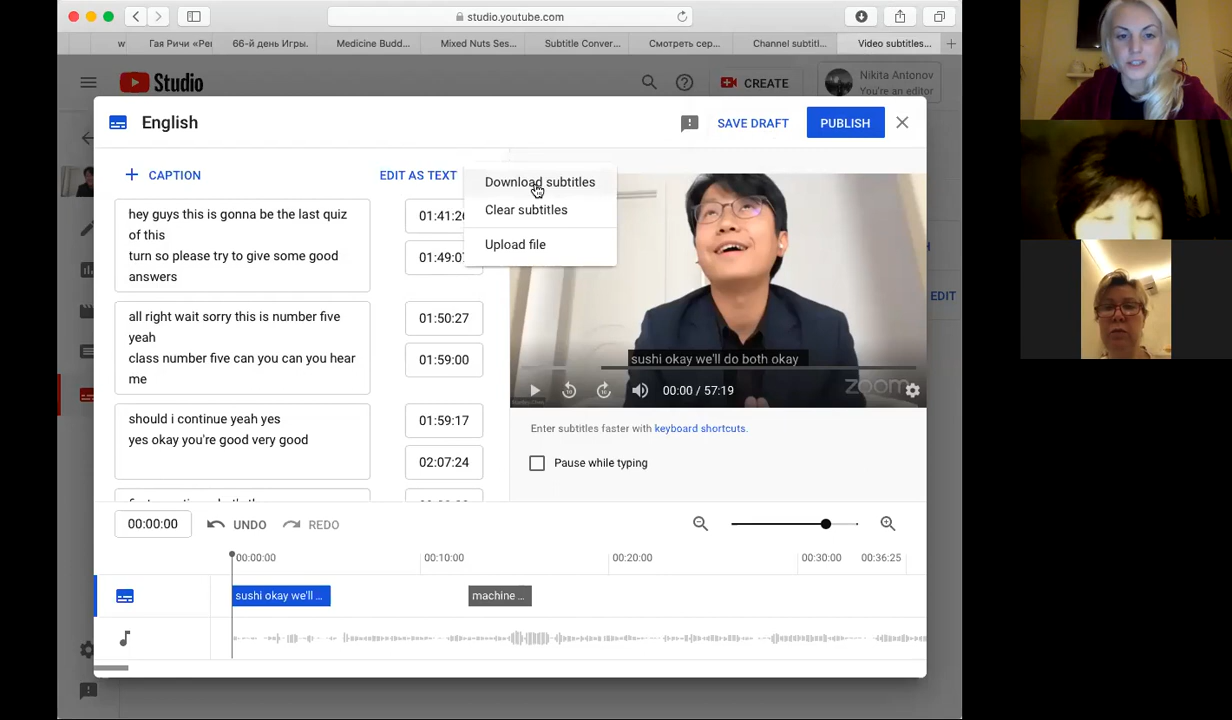 studio.youtube.com
w
Гая Ричи «Рев
66-й день Игры.
Medicine Budd...
Mixed Nuts Ses...
Subtitle Conver...
Смотреть сер...
Channel subtitl...
Video subtitles...
Studio
CREATE
Nikita Antonov
You're an editor
English
SAVE DRAFT
PUBLISH
+ CAPTION
EDIT AS TEXT
Download subtitles
Clear subtitles
Upload file
hey guys this is gonna be the last quiz
of this
turn so please try to give some good
answers
01:41:26
01:49:07
all right wait sorry this is number five
yeah
class number five can you can you hear
me
01:50:27
01:59:00
should i continue yeah yes
yes okay you're good very good
01:59:17
02:07:24
EDIT
sushi okay we'll do both okay
00:00 / 57:19
zoom
Enter subtitles faster with keyboard shortcuts.
Pause while typing
00:00:00
UNDO
REDO
00:00:00
00:10:00
00:20:00
00:30:00
00:36:25
sushi okay we'll ...
machine ...